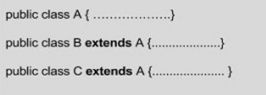 public class A { ………………..}
public class B extends A {....................}
public class C extends A {..................... }